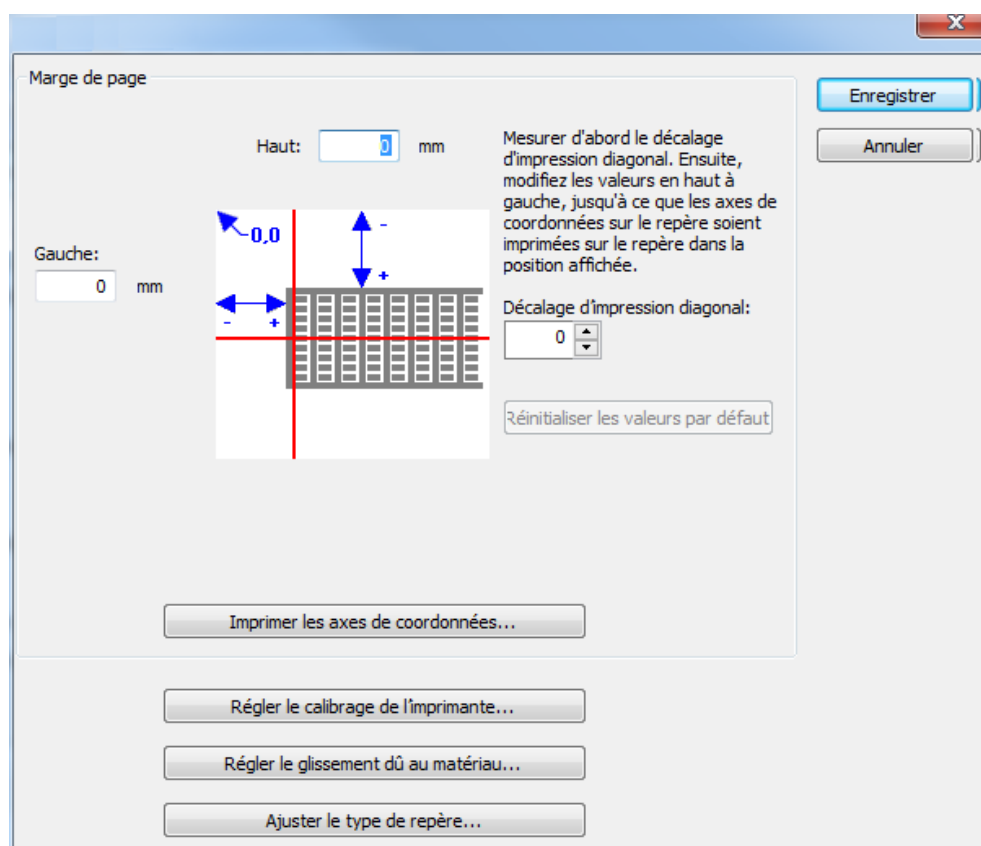 X
Marge de page
Enregistrer
Haut: 0 mm
Mesurer d'abord le décalage
d'impression diagonal. Ensuite,
modifiez les valeurs en haut à
gauche, jusqu'à ce que les axes de
coordonnées sur le repère soient
imprimées sur le repère dans la
position affichée.
Annuler
0,0
-
+
Gauche:
0 mm
- +
Décalage d'impression diagonal:
0
Réinitialiser les valeurs par défaut
Imprimer les axes de coordonnées...
Régler le calibrage de l'imprimante...
Régler le glissement dû au matériau...
Ajuster le type de repère...